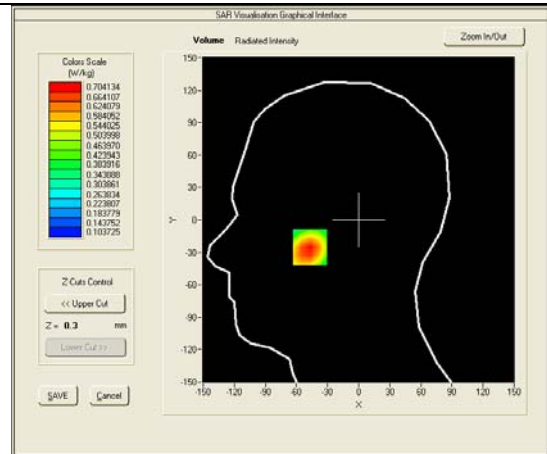 SAR Visualisation Graphical Interface
Volume Radiated Intensity
Zoom In/Out
Colors Scale
(W/kg)
0.704134
0.664107
0.624079
0.584052
0.544025
0.503998
0.463970
0.423943
0.383916
0.343888
0.303861
0.263834
0.223807
0.183779
0.143752
0.103725
Z Cuts Control
<< Upper Cut
Z = 0.3 mm
Lower Cut >>
SAVE Cancel
150-
120-
90-
60-
30-
0-
-30-
-60-
-90-
-120-
-150-
Y
-150 -120 -90 -60 -30 0 30 60 90 120 150
X